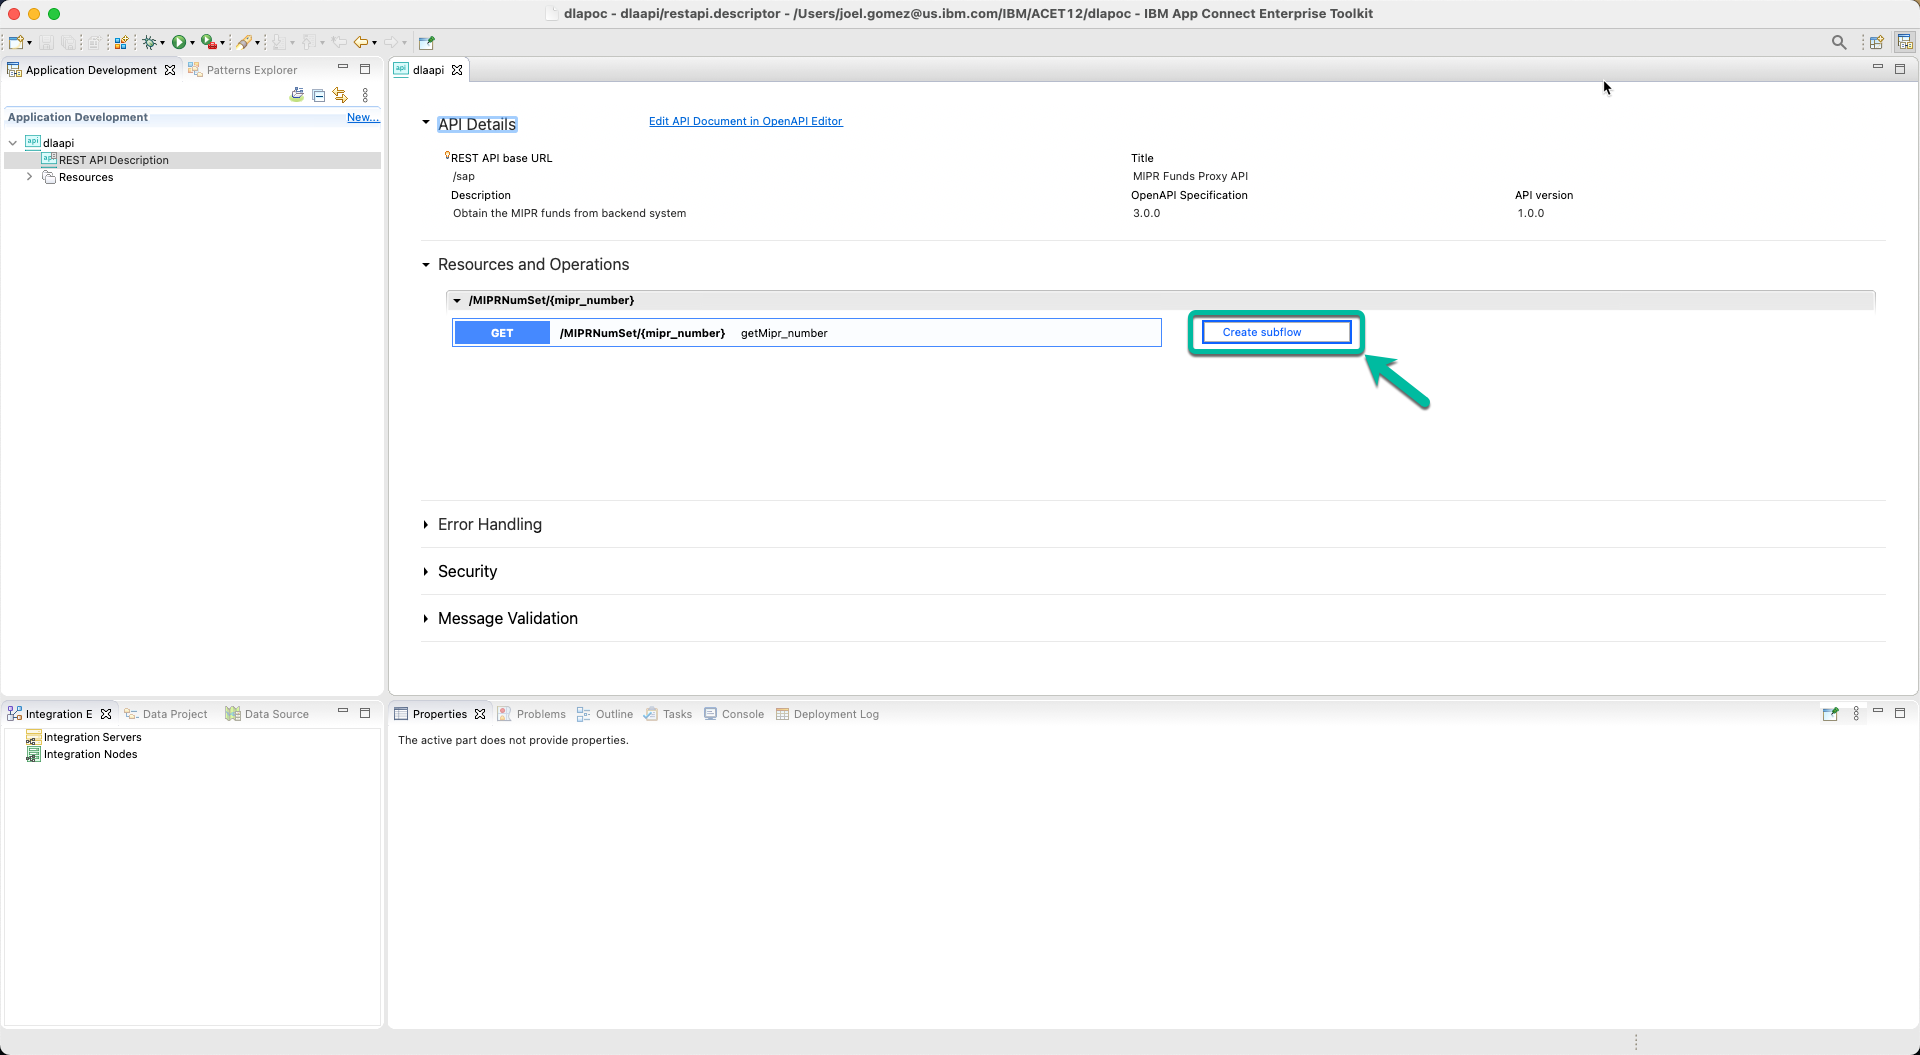 dlapoc - dlaapi/restapi.descriptor - /Users/joel.gomez@us.ibm.com/IBM/ACET12/dlapoc - IBM App Connect Enterprise Toolkit
Application Development
Patterns Explorer
Application Development
New...
api dlaapi
REST API Description
Resources
api dlaapi
API Details
Edit API Document in OpenAPI Editor
REST API base URL
Title
/sap
MIPR Funds Proxy API
Description
OpenAPI Specification
API version
Obtain the MIPR funds from backend system
3.0.0
1.0.0
Resources and Operations
/MIPRNumSet/{mipr_number}
GET /MIPRNumSet/{mipr_number} getMipr_number
Create subflow
Error Handling
Security
Message Validation
Integration E
Data Project
Data Source
Integration Servers
Integration Nodes
Properties
Problems
Outline
Tasks
Console
Deployment Log
The active part does not provide properties.